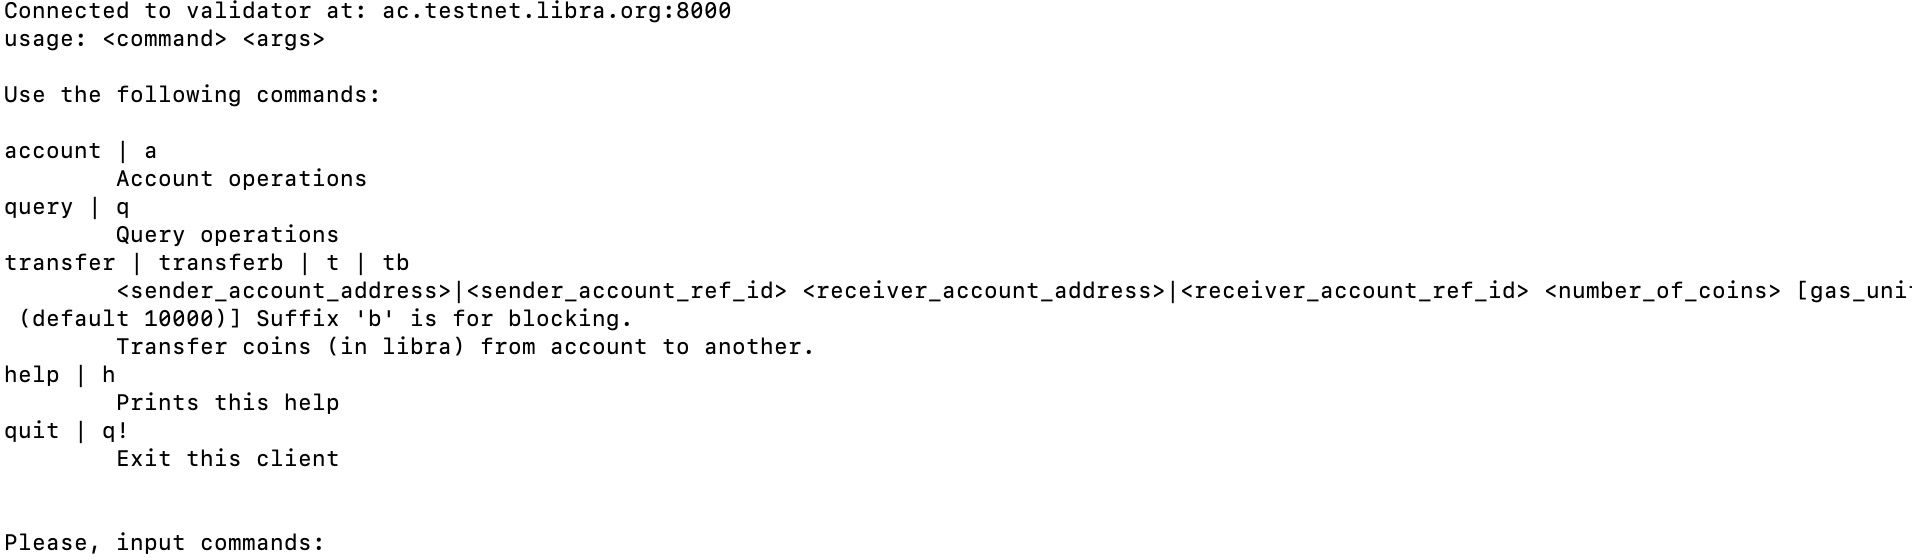 Connected to validator at: ac.testnet.libra.org:8000
usage: <command> <args>
Use the following commands:
account | a
Account operations
query | q
Query operations
transfer | transferb | t | tb
<sender_account_address>|<sender_account_ref_id> <receiver_account_address>|<receiver_account_ref_id> <number_of_coins>
(default 10000)] Suffix 'b' is for blocking.
Transfer coins (in libra) from account to another.
help | h
Prints this help
quit | q!
Exit this client
Please, input commands: